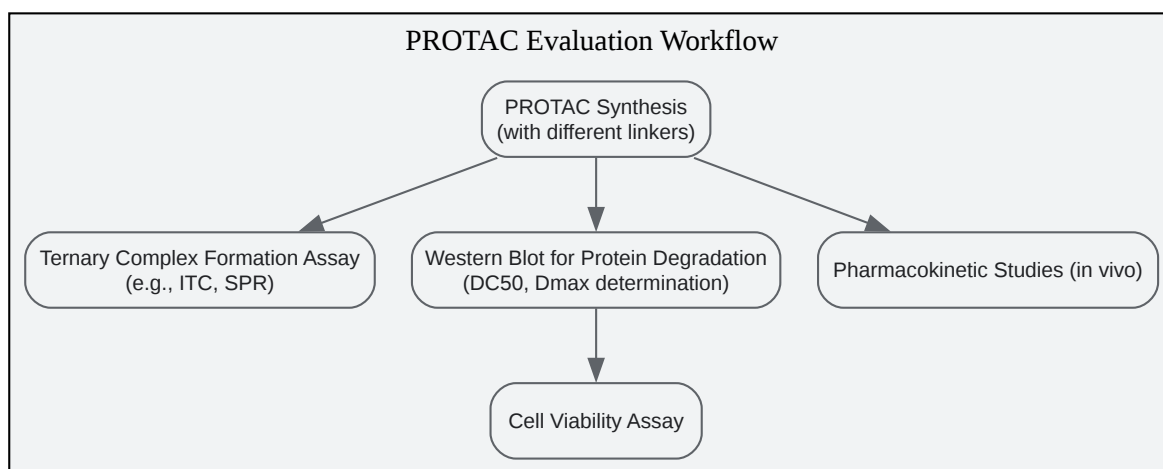 PROTAC Evaluation Workflow
PROTAC Synthesis
(with different linkers)
Ternary Complex Formation Assay
(e.g., ITC, SPR)
Western Blot for Protein Degradation
(DC50, Dmax determination)
Pharmacokinetic Studies (in vivo)
Cell Viability Assay